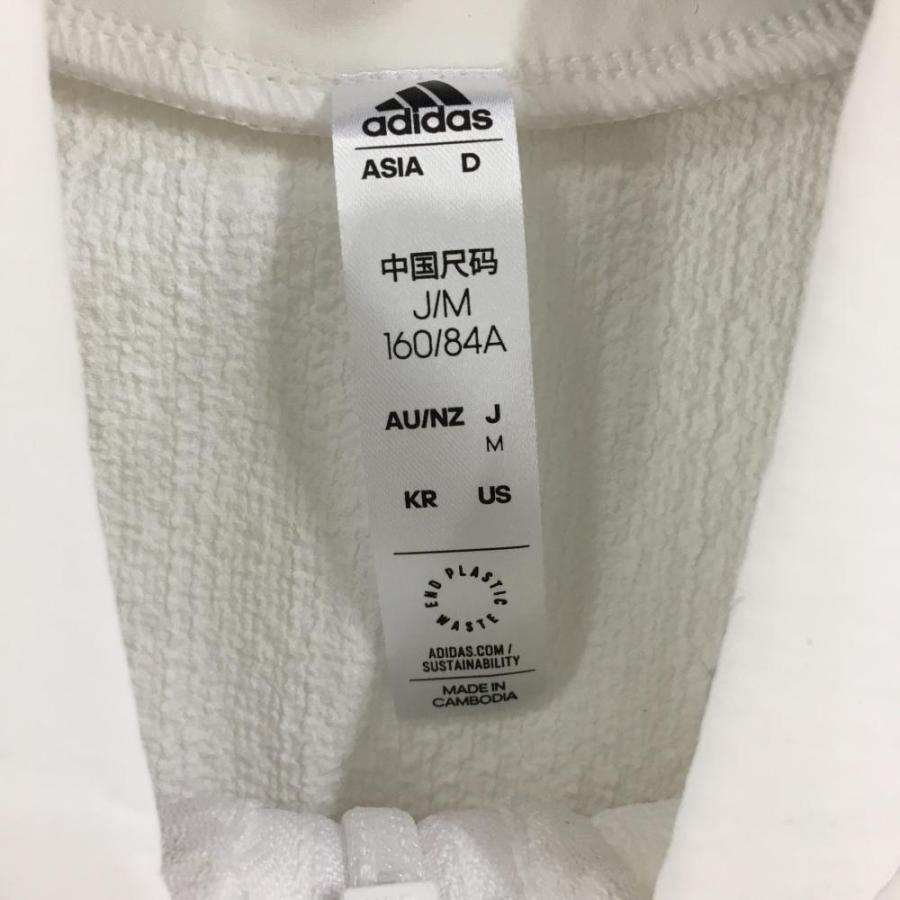 adidas
ASIA D
中国尺码
J/M
160/84A
AU/NZ J
M
KR US
END PLASTIC WASTE
ADIDAS.COM/
SUSTAINABILITY
MADE IN
CAMBODIA